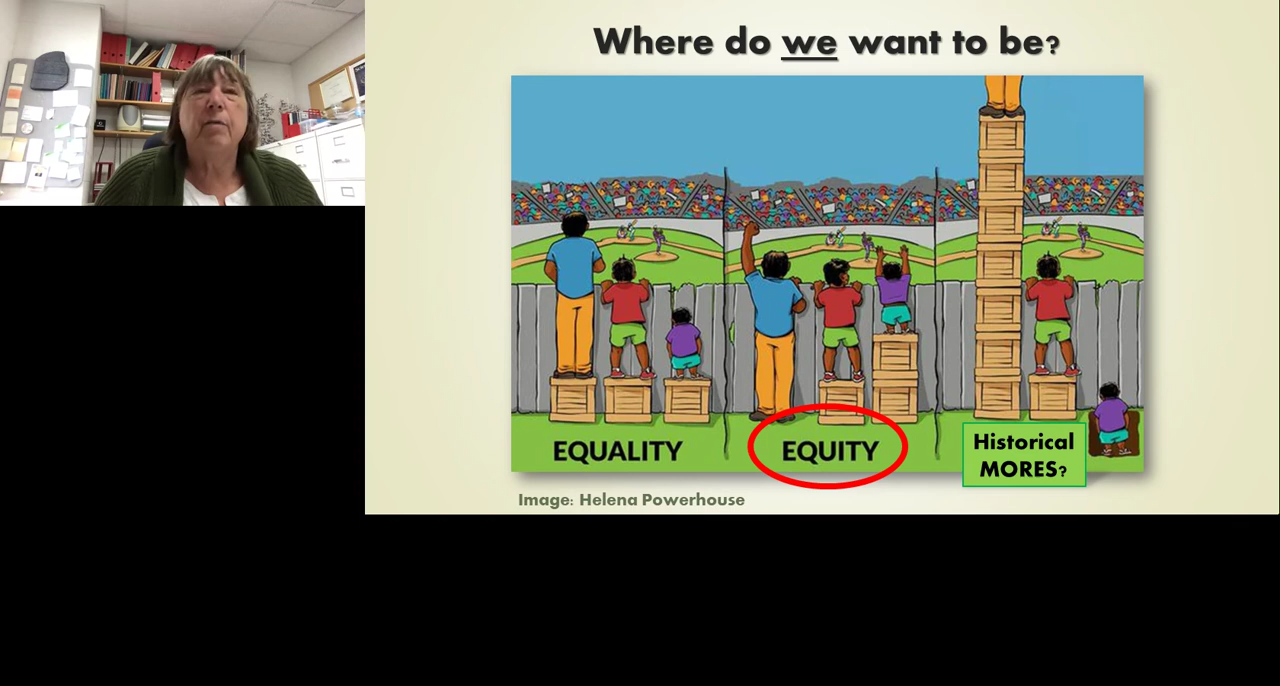 Where do we want to be?
EQUALITY
EQUITY
Historical
MORES?
Image: Helena Powerhouse